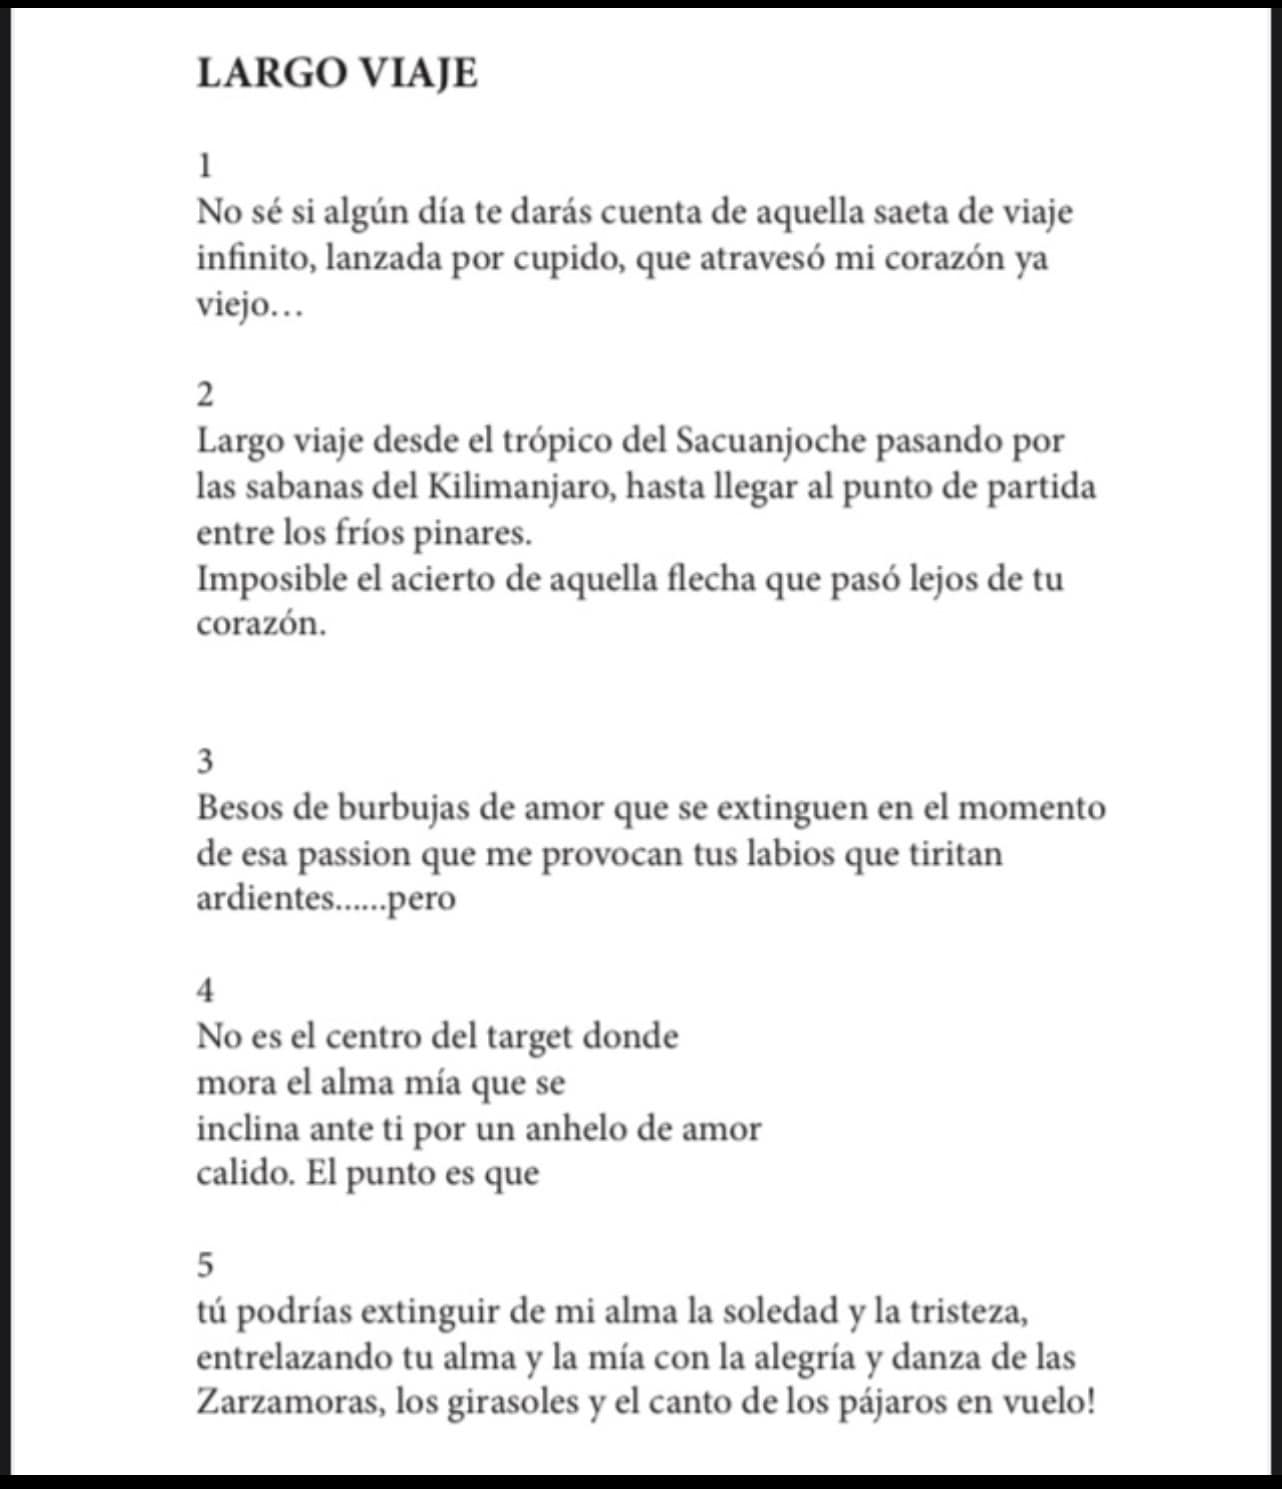 LARGO VIAJE
1
No sé si algún día te darás cuenta de aquella saeta de viaje
infinito, lanzada por cupido, que atravesó mi corazón ya
viejo…
2
Largo viaje desde el trópico del Sacuanjoche pasando por
las sabanas del Kilimanjaro, hasta llegar al punto de partida
entre los fríos pinares.
Imposible el acierto de aquella flecha que pasó lejos de tu
corazón.
3
Besos de burbujas de amor que se extinguen en el momento
de esa passion que me provocan tus labios que tiritan
ardientes......pero
4
No es el centro del target donde
mora el alma mía que se
inclina ante ti por un anhelo de amor
calido. El punto es que
5
tú podrías extinguir de mi alma la soledad y la tristeza,
entrelazando tu alma y la mía con la alegría y danza de las
Zarzamoras, los girasoles y el canto de los pájaros en vuelo!